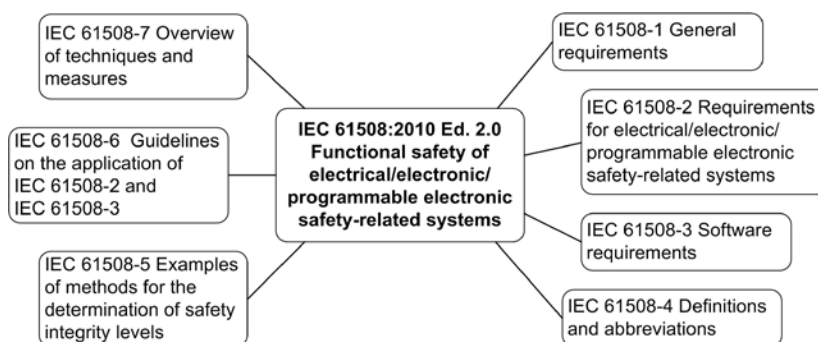 IEC 61508-7 Overview
of techniques and
measures
IEC 61508-6 Guidelines
on the application of
IEC 61508-2 and
IEC 61508-3
IEC 61508-5 Examples
of methods for the
determination of safety
integrity levels
IEC 61508:2010 Ed. 2.0
Functional safety of
electrical/electronic/
programmable electronic
safety-related systems
IEC 61508-1 General
requirements
IEC 61508-2 Requirements
for electrical/electronic/
programmable electronic
safety-related systems
IEC 61508-3 Software
requirements
IEC 61508-4 Definitions
and abbreviations